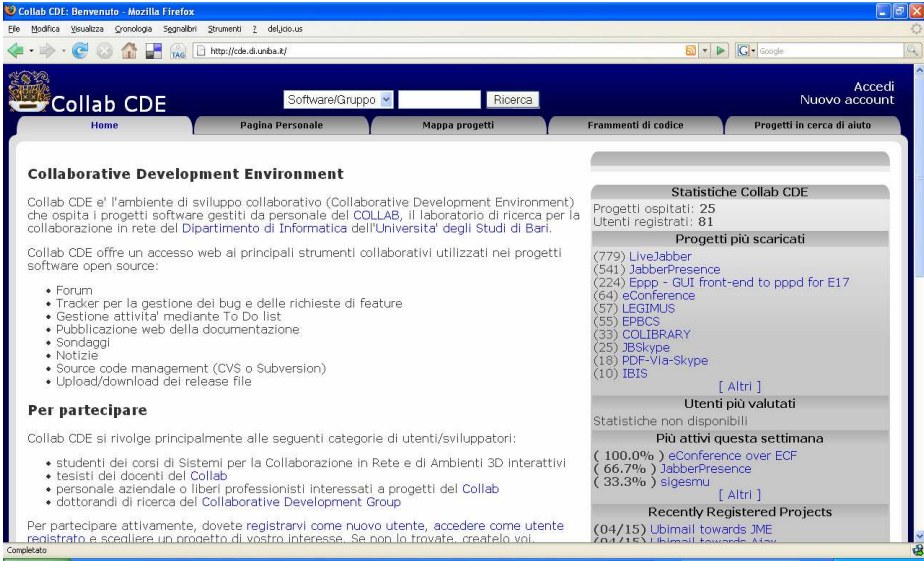 Collab CDE: Benvenuto - Mozilla Firefox
File Modifica Visualizza Cronologia Segnalibri Strumenti ? del.icio.us
TAG http://cde.di.uniba.it/ Google
Collab CDE Software/Gruppo Ricerca
Accedi
Nuovo account
Home Pagina Personale Mappa progetti Frammenti di codice Progetti in cerca di aiuto
Collaborative Development Environment
Collab CDE e' l'ambiente di sviluppo collaborativo (Collaborative Development Environment)
che ospita i progetti software gestiti da personale del COLLAB, il laboratorio di ricerca per la
collaborazione in rete del Dipartimento di Informatica dell'Universita' degli Studi di Bari.
Collab CDE offre un accesso web ai principali strumenti collaborativi utilizzati nei progetti
software open source:
• Forum
• Tracker per la gestione dei bug e delle richieste di feature
• Gestione attivita' mediante To Do list
• Pubblicazione web della documentazione
• Sondaggi
• Notizie
• Source code management (CVS o Subversion)
• Upload/download dei release file
Per partecipare
Collab CDE si rivolge principalmente alle seguenti categorie di utenti/sviluppatori:
• studenti dei corsi di Sistemi per la Collaborazione in Rete e di Ambienti 3D interattivi
• tesisti dei docenti del Collab
• personale aziendale o liberi professionisti interessati a progetti del Collab
• dottorandi di ricerca del Collaborative Development Group
Per partecipare attivamente, dovete registrarvi come nuovo utente, accedere come utente
registrato e scegliere un progetto di vostro interesse. Se non lo trovate, createlo voi.
Statistiche Collab CDE
Progetti ospitati: 25
Utenti registrati: 81
Progetti più scaricati
(779) LiveJabber
(541) JabberPresence
(224) Eppp - GUI front-end to pppd for E17
(64) eConference
(57) LEGIMUS
(55) EPBCS
(33) COLIBRARY
(25) JBSkype
(18) PDF-Via-Skype
(10) IBIS
[ Altri ]
Utenti più valutati
Statistiche non disponibili
Più attivi questa settimana
( 100.0% ) eConference over ECF
( 66.7% ) JabberPresence
( 33.3% ) sigesmu
[ Altri ]
Recently Registered Projects
(04/15) Ubimail towards JME
(04/15) Ubimail towards Ajax
Completato